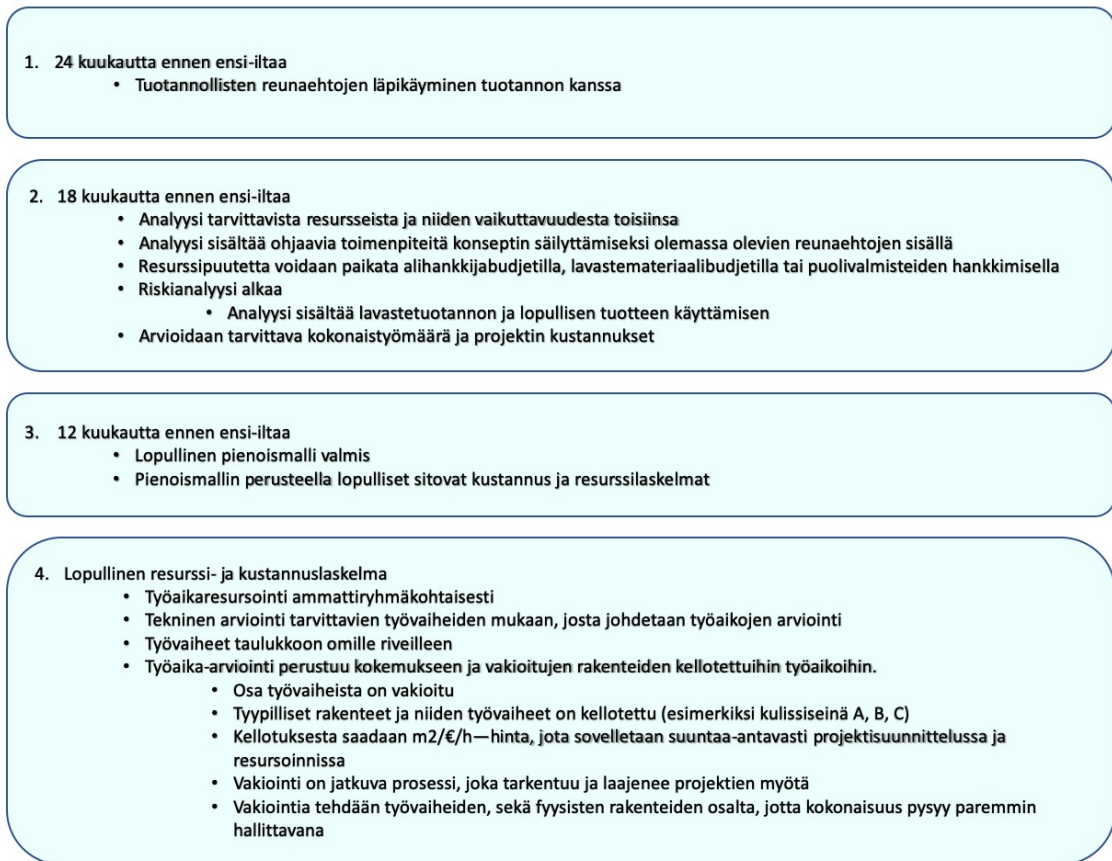 1. 24 kuukautta ennen ensi-iltaa
• Tuotannollisten reunaehtojen läpikäyminen tuotannon kanssa
2. 18 kuukautta ennen ensi-iltaa
• Analyysi tarvittavista resursseista ja niiden vaikuttavuudesta toisiinsa
• Analyysi sisältää ohjaavia toimenpiteitä konseptin säilyttämiseksi olemassa olevien reunaehtojen sisällä
• Resurssipuutetta voidaan paikata alihankkijabudjetilla, lavastemateriaalibudjetilla tai puolivalmisteiden hankkimisella
• Riskianalyysi alkaa
• Analyysi sisältää lavastetuotannon ja lopullisen tuotteen käyttämisen
• Arvioidaan tarvittava kokonaistyömäärä ja projektin kustannukset
3. 12 kuukautta ennen ensi-iltaa
• Lopullinen pienoismalli valmis
• Pienoismallin perusteella lopulliset sitovat kustannus ja resurssilaskelmat
4. Lopullinen resurssi- ja kustannuslaskelma
• Työaikaresursointi ammattiryhmäkohtaisesti
• Tekninen arviointi tarvittavien työvaiheiden mukaan, josta johdetaan työaikojen arviointi
• Työvaiheet taulukkoon omille riveilleen
• Työaika-arviointi perustuu kokemukseen ja vakioitujen rakenteiden kellotettuihin työaikoihin.
• Osa työvaiheista on vakioitu
• Tyypilliset rakenteet ja niiden työvaiheet on kellotettu (esimerkiksi kulissiseinä A, B, C)
• Kellotuksesta saadaan m2/€/h—hinta, jota sovelletaan suuntaa-antavasti projektisuunnittelussa ja
resursoinnissa
• Vakiointi on jatkuva prosessi, joka tarkentuu ja laajenee projektien myötä
• Vakiointia tehdään työvaiheiden, sekä fyysisten rakenteiden osalta, jotta kokonaisuus pysyy paremmin
hallittavana